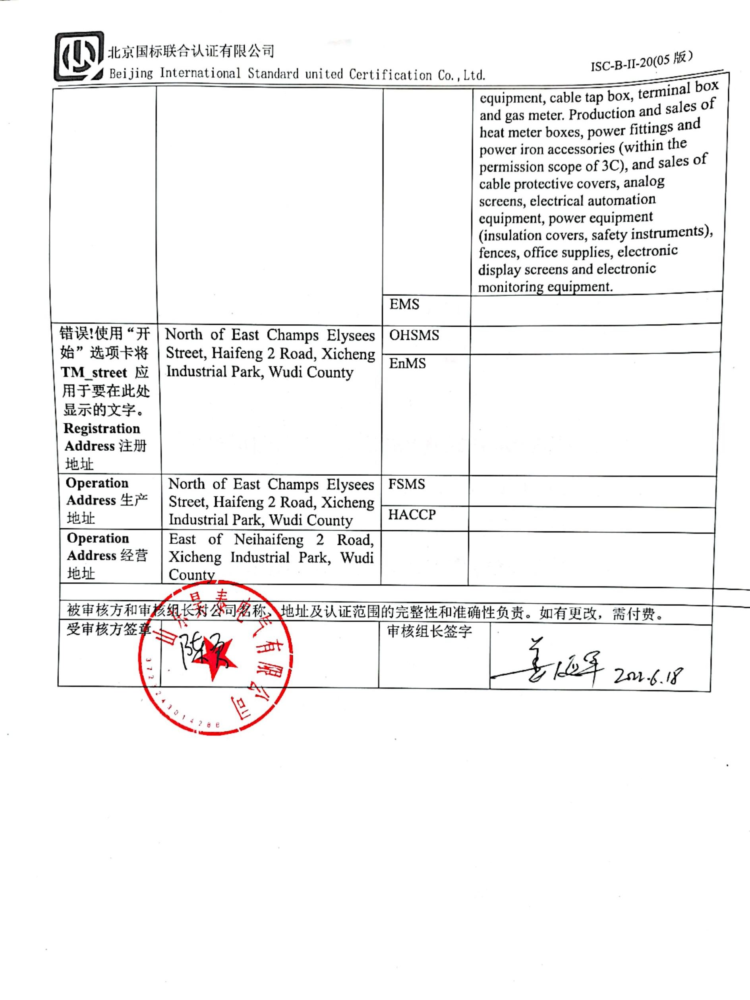 北京国标联合认证有限公司
Beijing International Standard united Certification Co.,Ltd.
ISC-B-II-20(05 版)
equipment, cable tap box, terminal box
and gas meter. Production and sales of
heat meter boxes, power fittings and
power iron accessories (within the
permission scope of 3C), and sales of
cable protective covers, analog
screens, electrical automation
equipment, power equipment
(insulation covers, safety instruments),
fences, office supplies, electronic
display screens and electronic
monitoring equipment.
EMS
错误!使用“开
始”选项卡将
TM_street 应
用于要在此处
显示的文字。
Registration
Address 注册
地址
North of East Champs Elysees
Street, Haifeng 2 Road, Xicheng
Industrial Park, Wudi County
OHSMS
EnMS
Operation
Address 生产
地址
North of East Champs Elysees
Street, Haifeng 2 Road, Xicheng
Industrial Park, Wudi County
FSMS
HACCP
Operation
Address 经营
地址
East of Neihaifeng 2 Road,
Xicheng Industrial Park, Wudi
County
被审核方和审核组长对公司名称、地址及认证范围的完整性和准确性负责。如有更改，需付费。
受审核方签章
山东昊泰电气有限公司
审核组长签字
2022.6.18